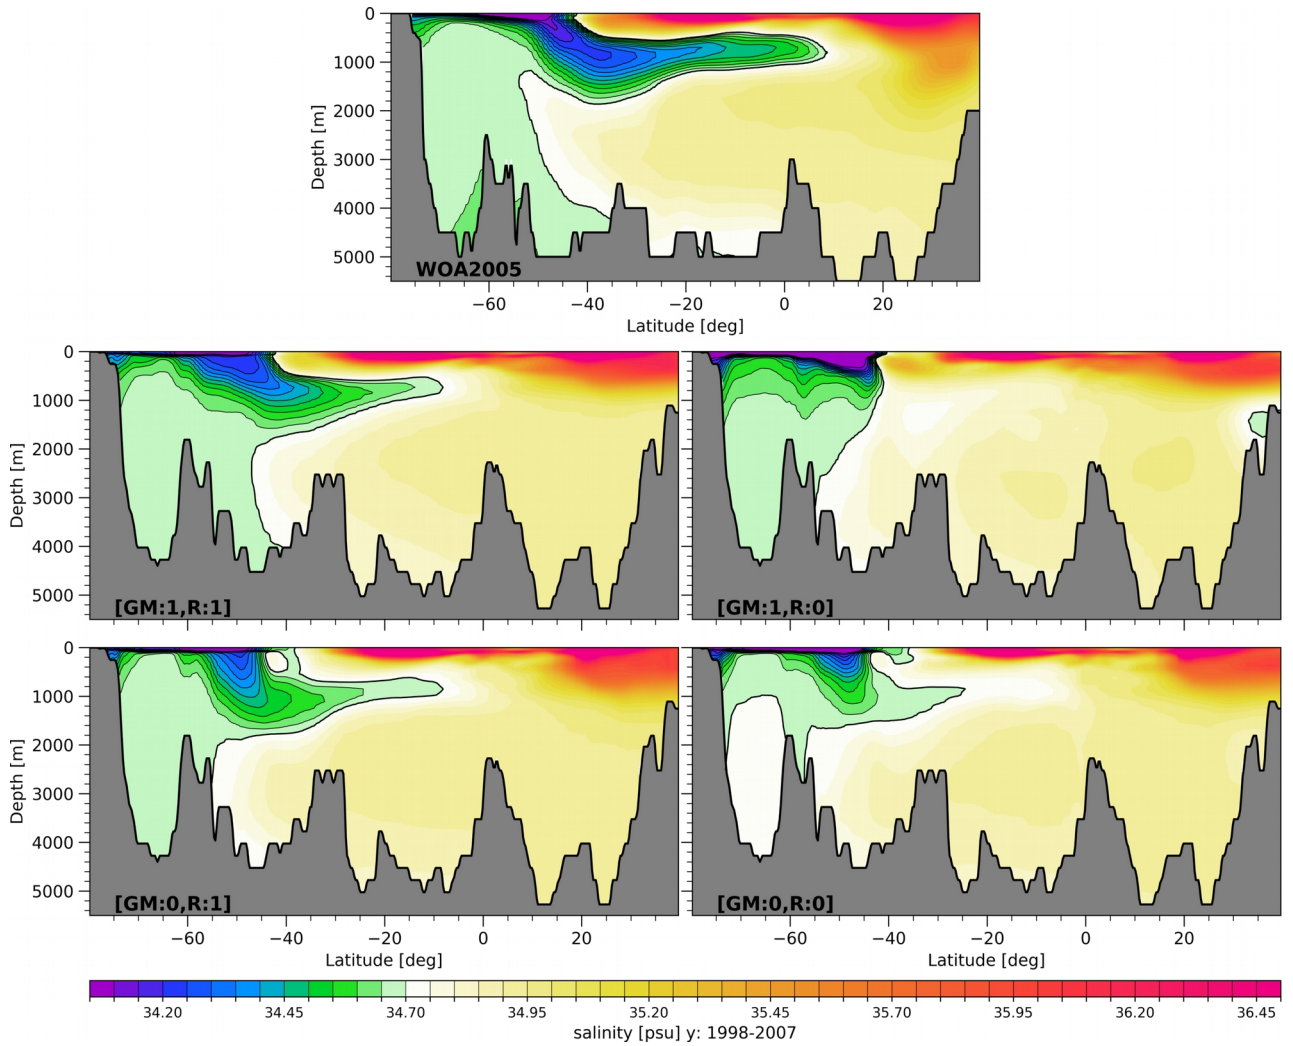 0
1000
2000
3000
4000
5000
Depth [m]
WOA2005
−60 −40 −20 0 20
Latitude [deg]
0
1000
2000
3000
4000
5000
Depth [m]
[GM:1,R:1]
[GM:1,R:0]
0
1000
2000
3000
4000
5000
Depth [m]
[GM:0,R:1]
[GM:0,R:0]
−60 −40 −20 0 20
−60 −40 −20 0 20
Latitude [deg]
Latitude [deg]
34.20 34.45 34.70 34.95 35.20 35.45 35.70 35.95 36.20 36.45
salinity [psu] y: 1998-2007